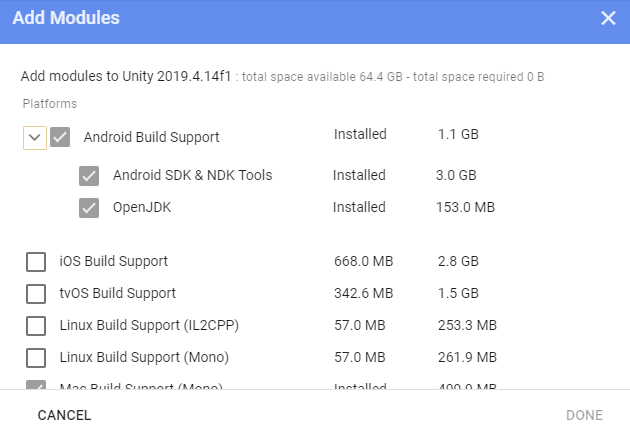 Add Modules
Add modules to Unity 2019.4.14f1 : total space available 64.4 GB - total space required 0 B
Platforms
Android Build Support Installed 1.1 GB
Android SDK & NDK Tools Installed 3.0 GB
OpenJDK Installed 153.0 MB
iOS Build Support 668.0 MB 2.8 GB
tvOS Build Support 342.6 MB 1.5 GB
Linux Build Support (IL2CPP) 57.0 MB 253.3 MB
Linux Build Support (Mono) 57.0 MB 261.9 MB
Mac Build Support (Mono) Installed MB
CANCEL DONE